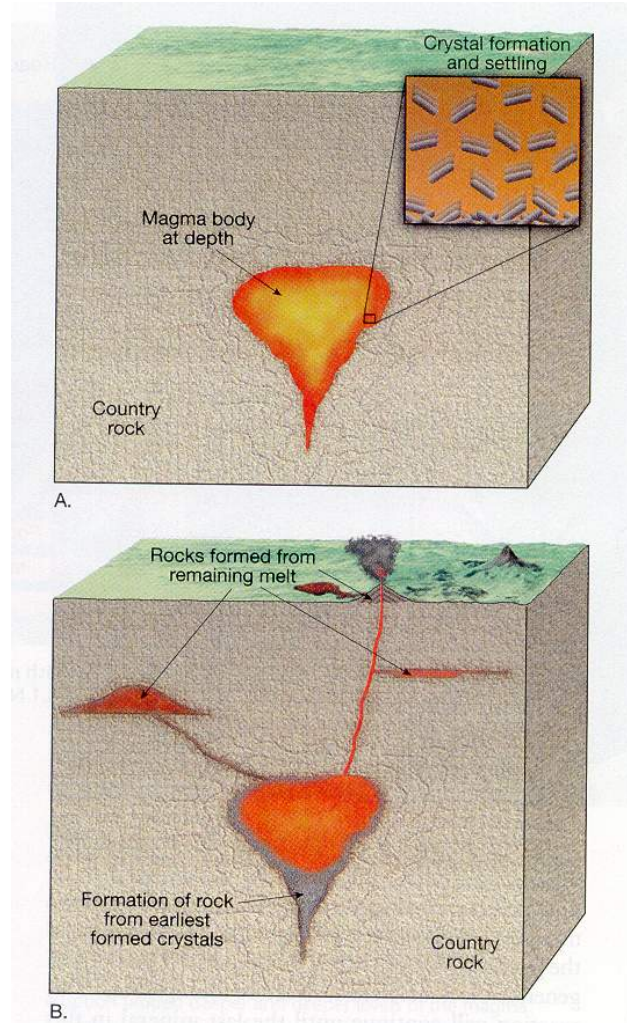 Crystal formation
and settling
Magma body
at depth
Country
rock
A.
Rocks formed from
remaining melt
Formation of rock
from earliest
formed crystals
Country
rock
B.